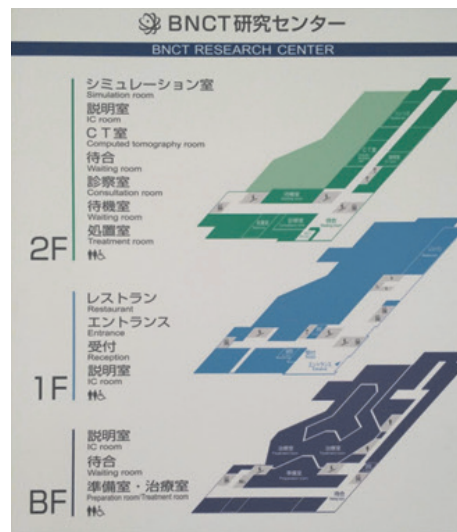 BNCT研究センター
BNCT RESEARCH CENTER
シミュレーション室
Simulation room
説明室
IC room
CT室
Computed tomography room
待合
Waiting room
診察室
Consultation room
待機室
Waiting room
処置室
Treatment room
2F
レストラン
Restaurant
エントランス
Entrance
受付
Reception
説明室
IC room
1F
説明室
IC room
待合
Waiting room
準備室・治療室
Preparation room/Treatment room
BF